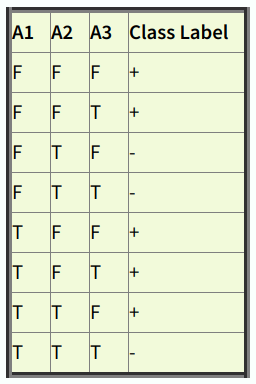 A1 A2 A3 Class Label
F F F +
F F T +
F T F -
F T T -
T F F +
T F T +
T T F +
T T T -